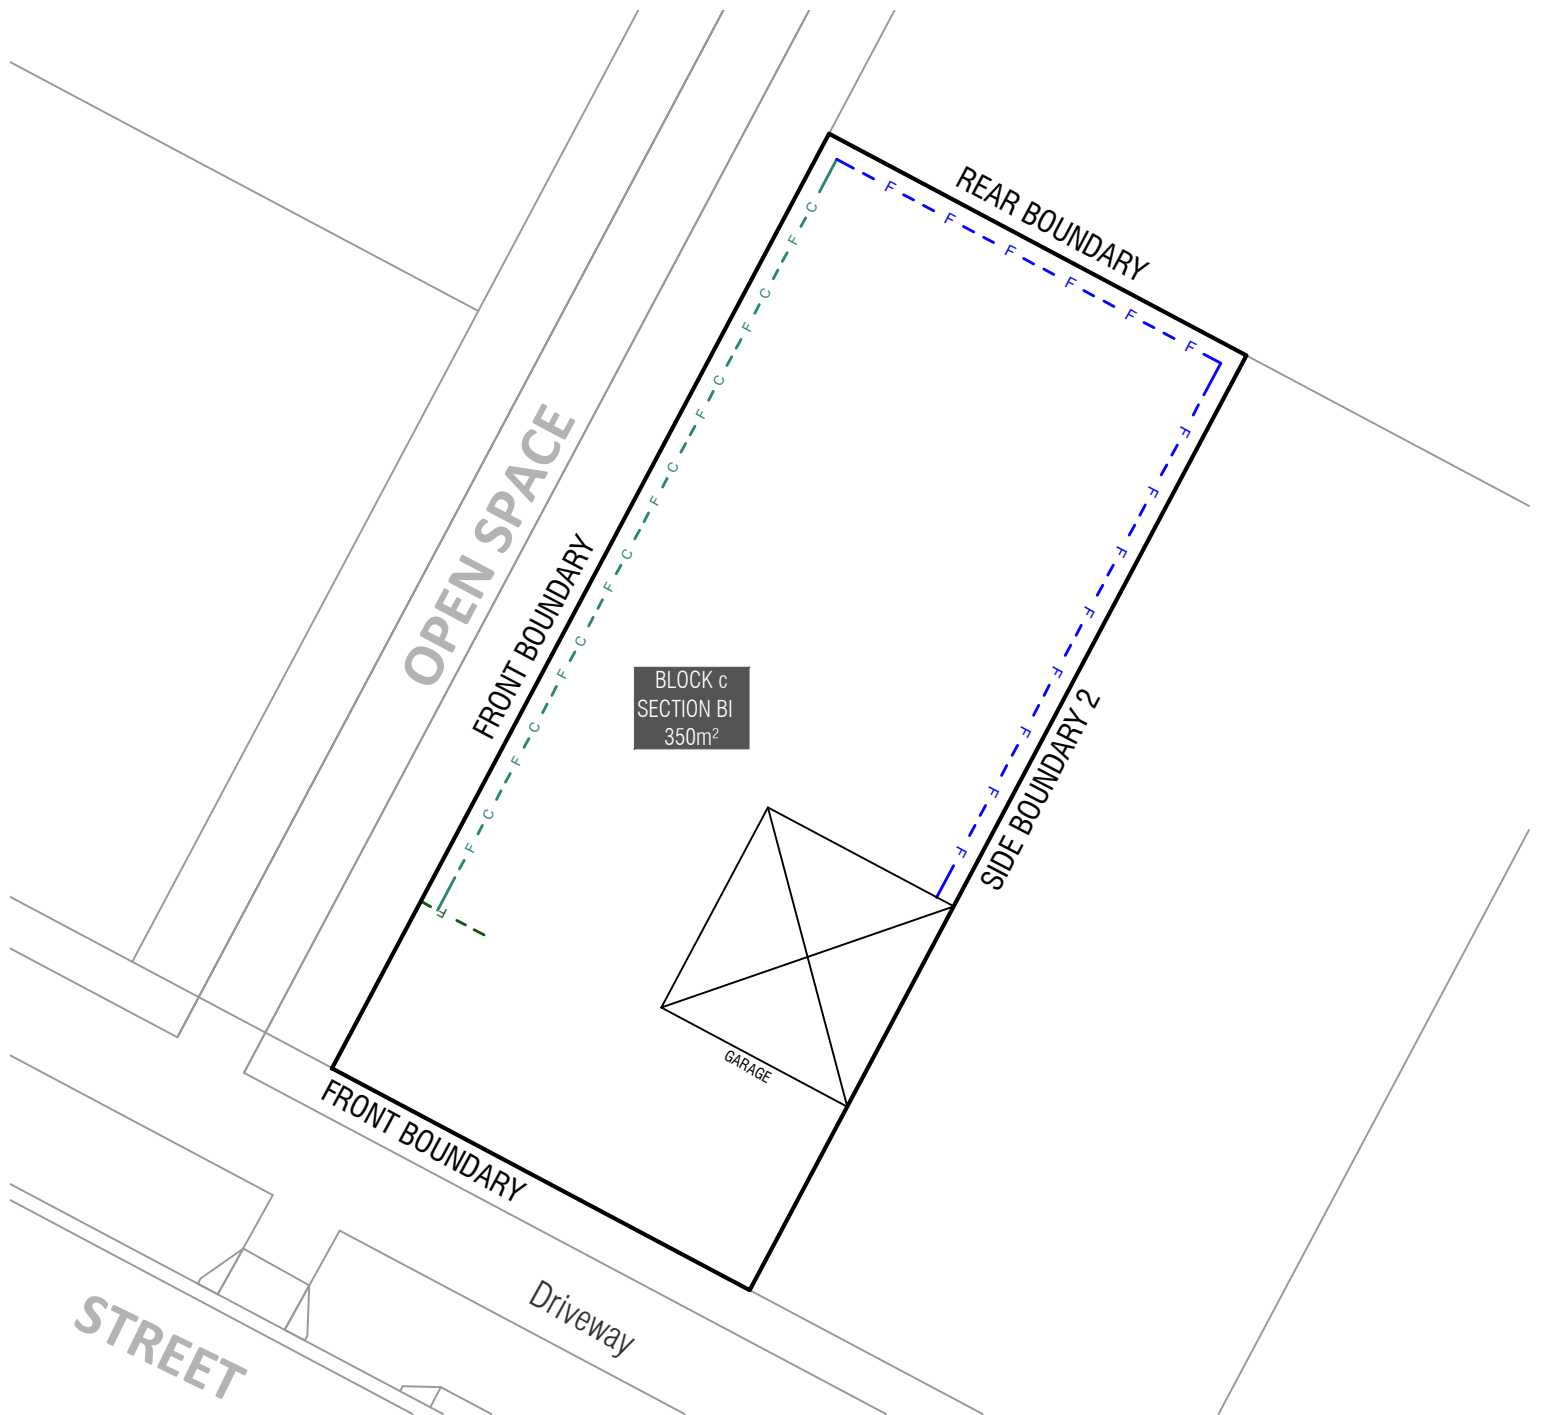 REAR BOUNDARY
F F F F F F
C F C F C F C F C F C F C F C F
F F F F F F F F
OPEN SPACE
FRONT BOUNDARY
BLOCK c
SECTION BI
350m²
SIDE BOUNDARY 2
F
GARAGE
FRONT BOUNDARY
Driveway
STREET